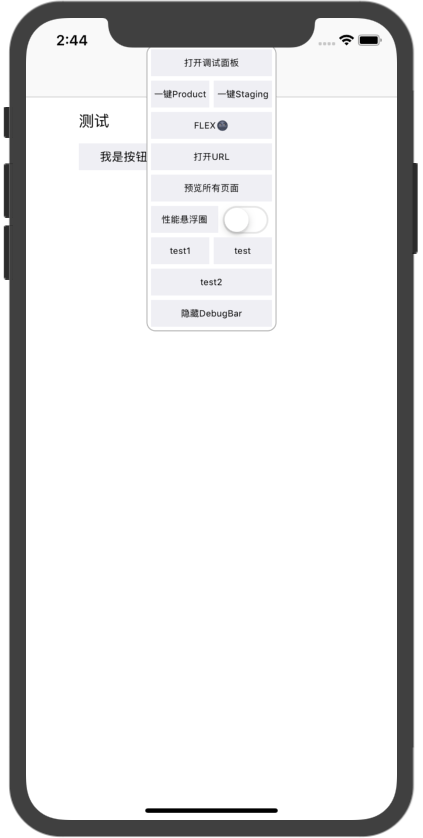 2:44
打开调试面板
一键Product 一键Staging
测试
FLEX
我是按钮
打开URL
预览所有页面
性能悬浮圈
test1 test
test2
隐藏DebugBar